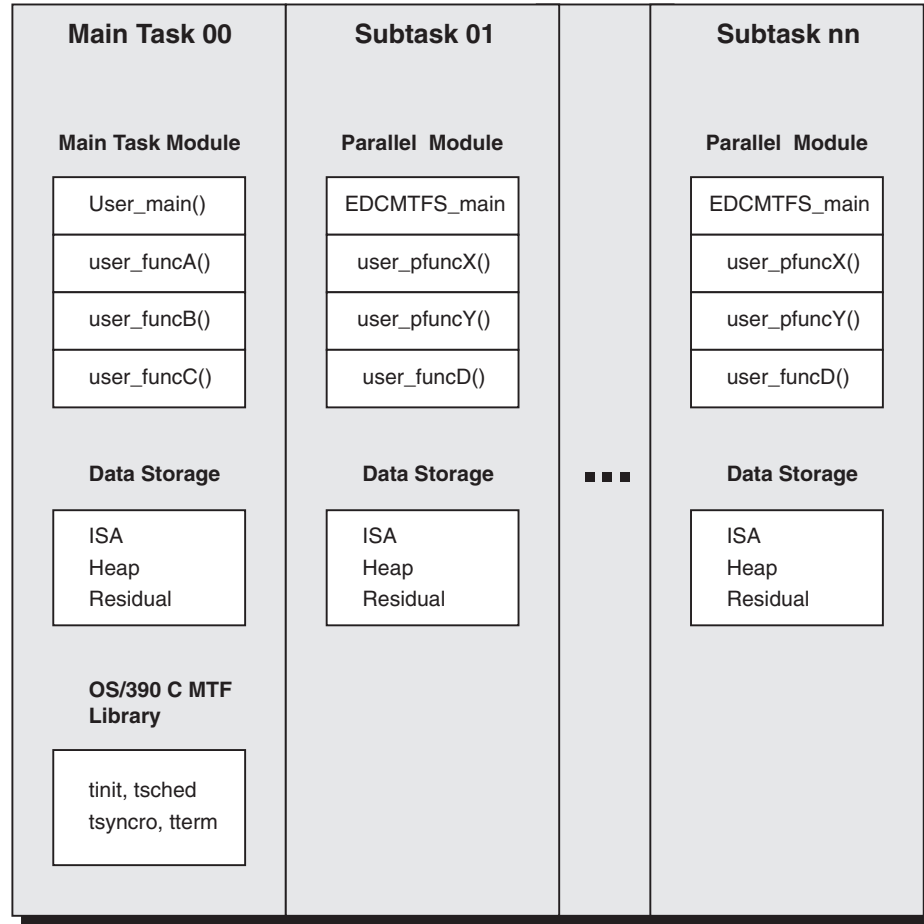 Main Task 00
Main Task Module
User_main()
user_funcA()
user_funcB()
user_funcC()
Data Storage
ISA
Heap
Residual
OS/390 C MTF
Library
tinit, tsched
tsyncro, tterm
Subtask 01
Parallel Module
EDCMTFS_main
user_pfuncX()
user_pfuncY()
user_funcD()
Data Storage
ISA
Heap
Residual
Subtask nn
Parallel Module
EDCMTFS_main
user_pfuncX()
user_pfuncY()
user_funcD()
Data Storage
ISA
Heap
Residual